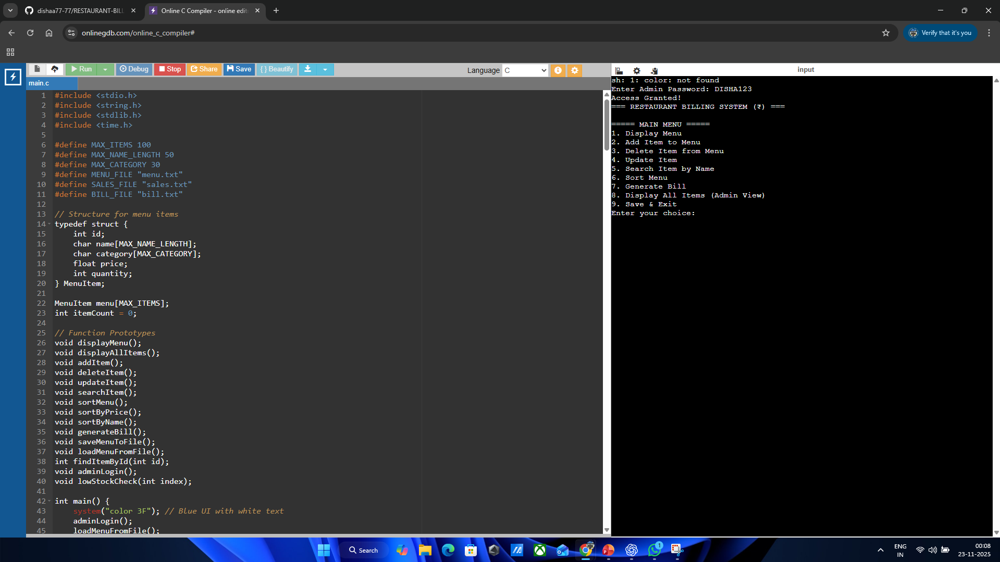 dishaa77-77/RESTAURANT-BILL
Online C Compiler - online edit
onlinegdb.com/online_c_compiler#
Verify that it's you
Run
Debug
Stop
Share
Save
{ } Beautify
Language C
input
main.c
1 #include <stdio.h>
2 #include <string.h>
3 #include <stdlib.h>
4 #include <time.h>
5
6 #define MAX_ITEMS 100
7 #define MAX_NAME_LENGTH 50
8 #define MAX_CATEGORY 30
9 #define MENU_FILE "menu.txt"
10 #define SALES_FILE "sales.txt"
11 #define BILL_FILE "bill.txt"
12
13 // Structure for menu items
14 typedef struct {
15 int id;
16 char name[MAX_NAME_LENGTH];
17 char category[MAX_CATEGORY];
18 float price;
19 int quantity;
20 } MenuItem;
21
22 MenuItem menu[MAX_ITEMS];
23 int itemCount = 0;
24
25 // Function Prototypes
26 void displayMenu();
27 void displayAllItems();
28 void addItem();
29 void deleteItem();
30 void updateItem();
31 void searchItem();
32 void sortMenu();
33 void sortByPrice();
34 void sortByName();
35 void generateBill();
36 void saveMenuToFile();
37 void loadMenuFromFile();
38 int findItemById(int id);
39 void adminLogin();
40 void lowStockCheck(int index);
41
42 int main() {
43 system("color 3F"); // Blue UI with white text
44 adminLogin();
45 loadMenuFromFile();
sh: 1: color: not found
Enter Admin Password: DISHA123
Access Granted!
=== RESTAURANT BILLING SYSTEM (₹) ===
===== MAIN MENU =====
1. Display Menu
2. Add Item to Menu
3. Delete Item from Menu
4. Update Item
5. Search Item by Name
6. Sort Menu
7. Generate Bill
8. Display All Items (Admin View)
9. Save & Exit
Enter your choice:
Search
1
ENG
IN
00:08
23-11-2025